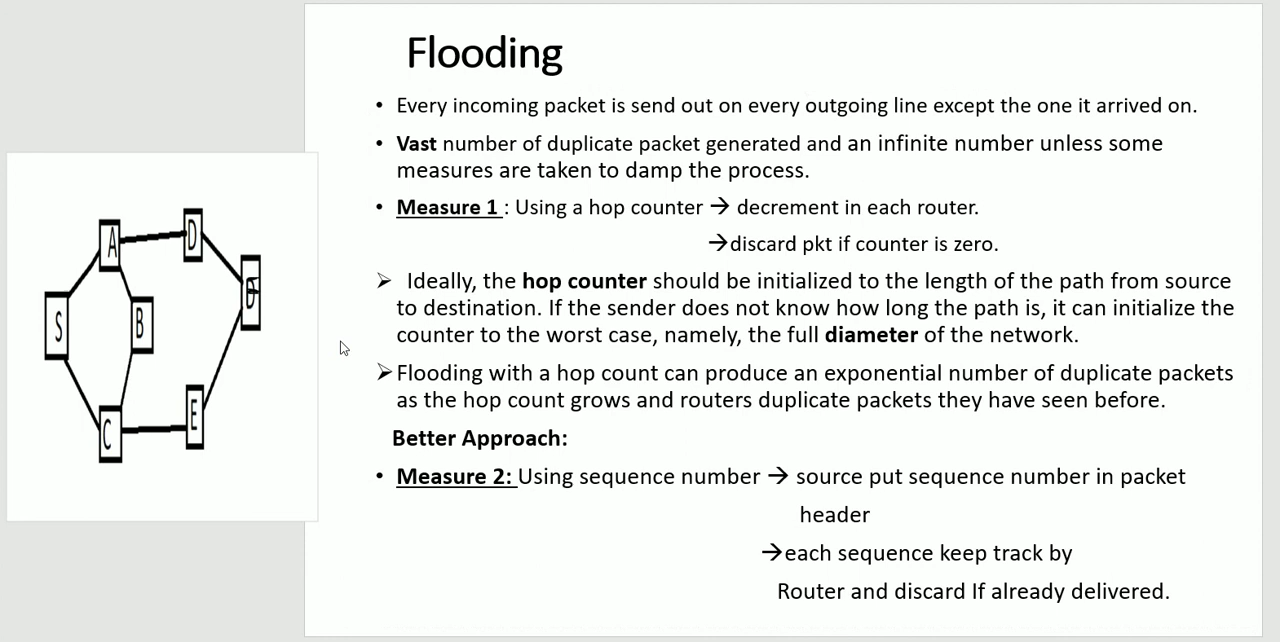 Flooding
• Every incoming packet is send out on every outgoing line except the one it arrived on.
• Vast number of duplicate packet generated and an infinite number unless some
measures are taken to damp the process.
• Measure 1 : Using a hop counter → decrement in each router.
→discard pkt if counter is zero.
➢ Ideally, the hop counter should be initialized to the length of the path from source
to destination. If the sender does not know how long the path is, it can initialize the
counter to the worst case, namely, the full diameter of the network.
➢Flooding with a hop count can produce an exponential number of duplicate packets
as the hop count grows and routers duplicate packets they have seen before.
Better Approach:
• Measure 2: Using sequence number → source put sequence number in packet
header
→each sequence keep track by
Router and discard If already delivered.
A
D
S
B
C
E